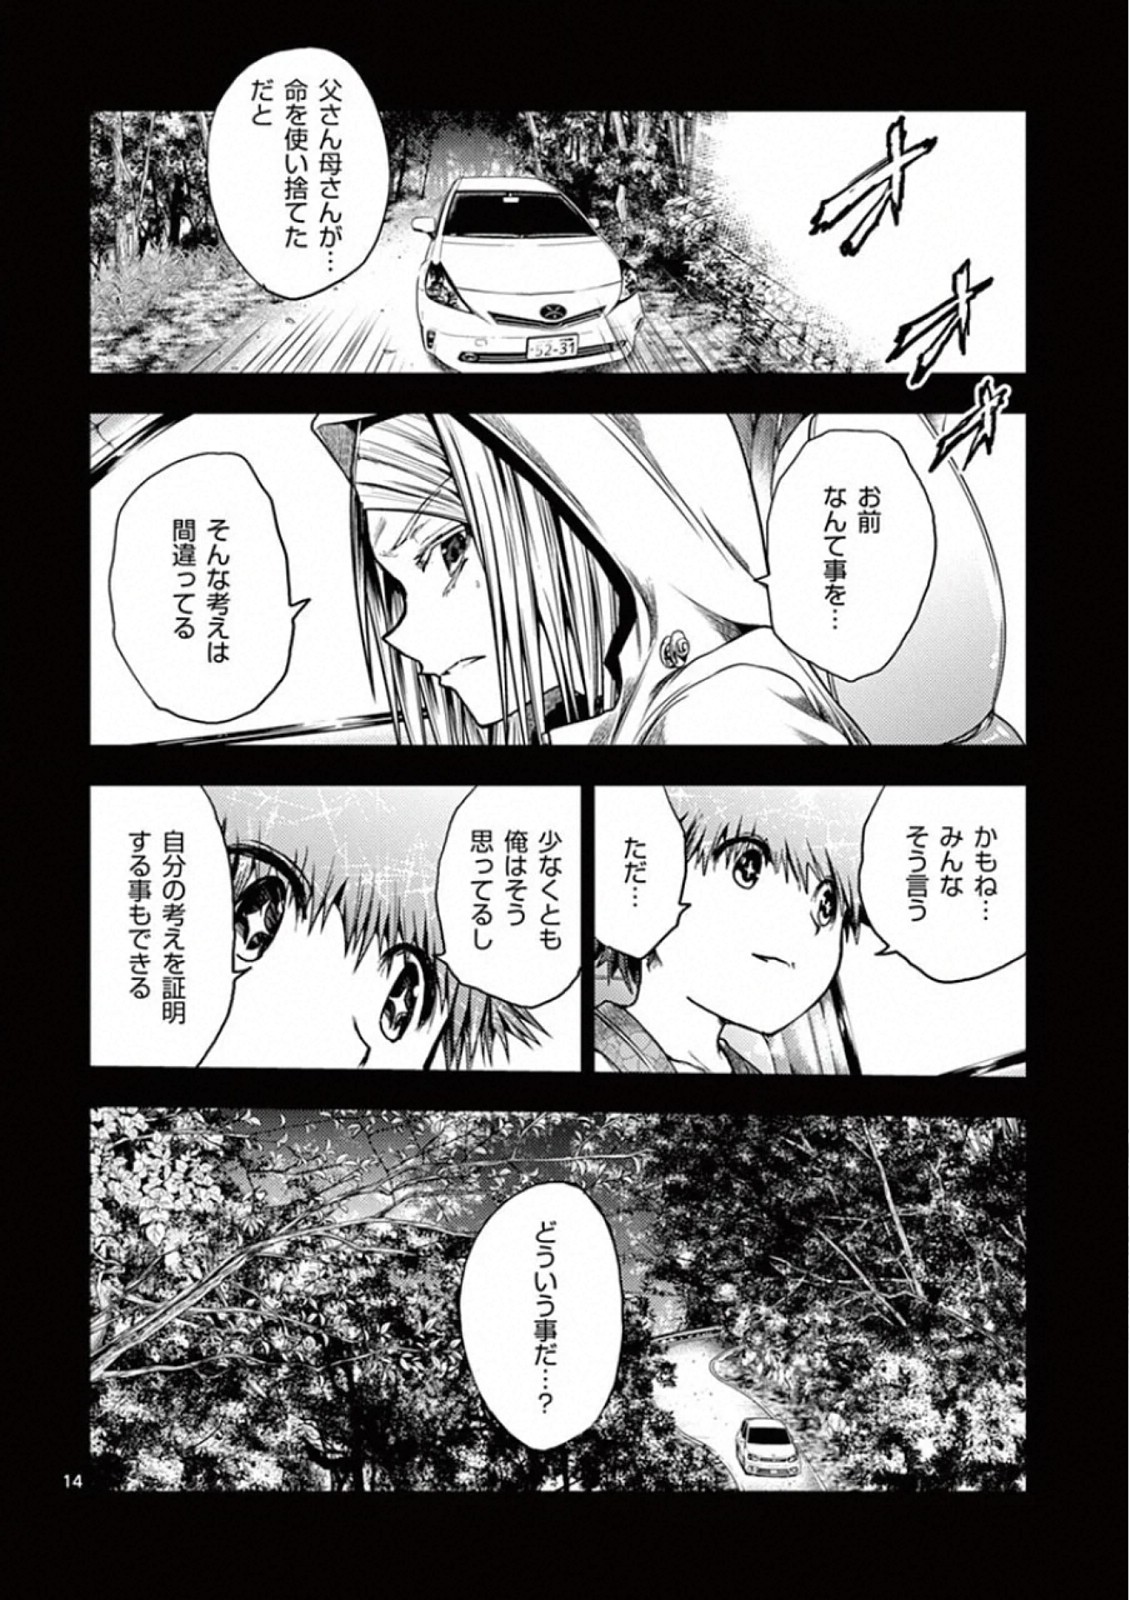 父さん母さんが…
命を使い捨てた
だと
オ
オ
オ
52-31
お前
なんて事を…
そんな考えは
間違ってる
かもね…
みんな
そう言う
ただ…
少なくとも
俺はそう
思ってるし
自分の考えを証明
する事もできる
どういう事だ…?
14